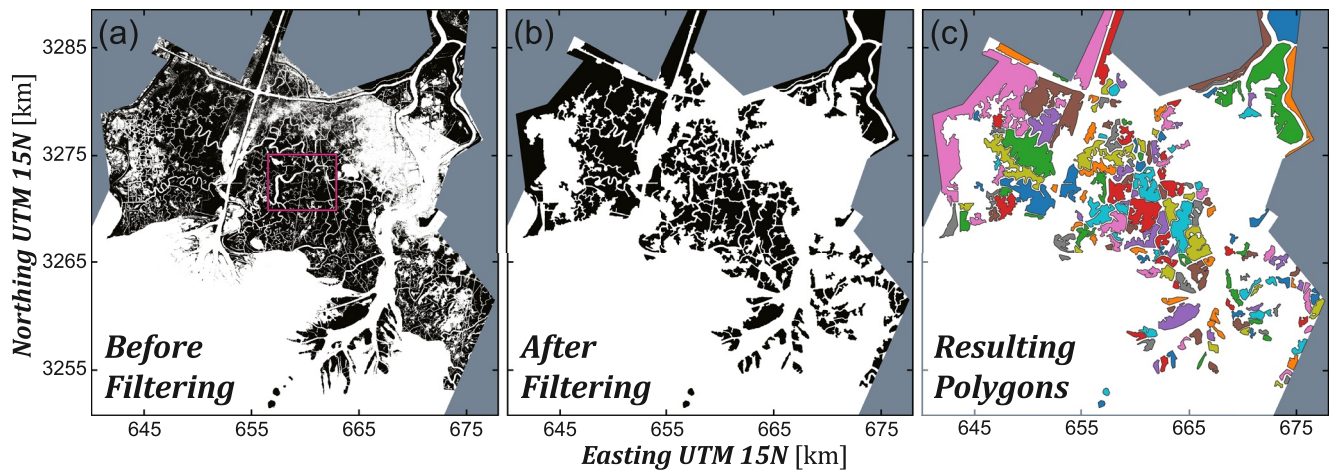 (a)
(b)
(c)
Northing UTM 15N [km]
3285
3275
3265
3255
Before
Filtering
After
Filtering
Resulting
Polygons
645
655
665
675
645
655
665
675
645
655
665
675
Easting UTM 15N [km]